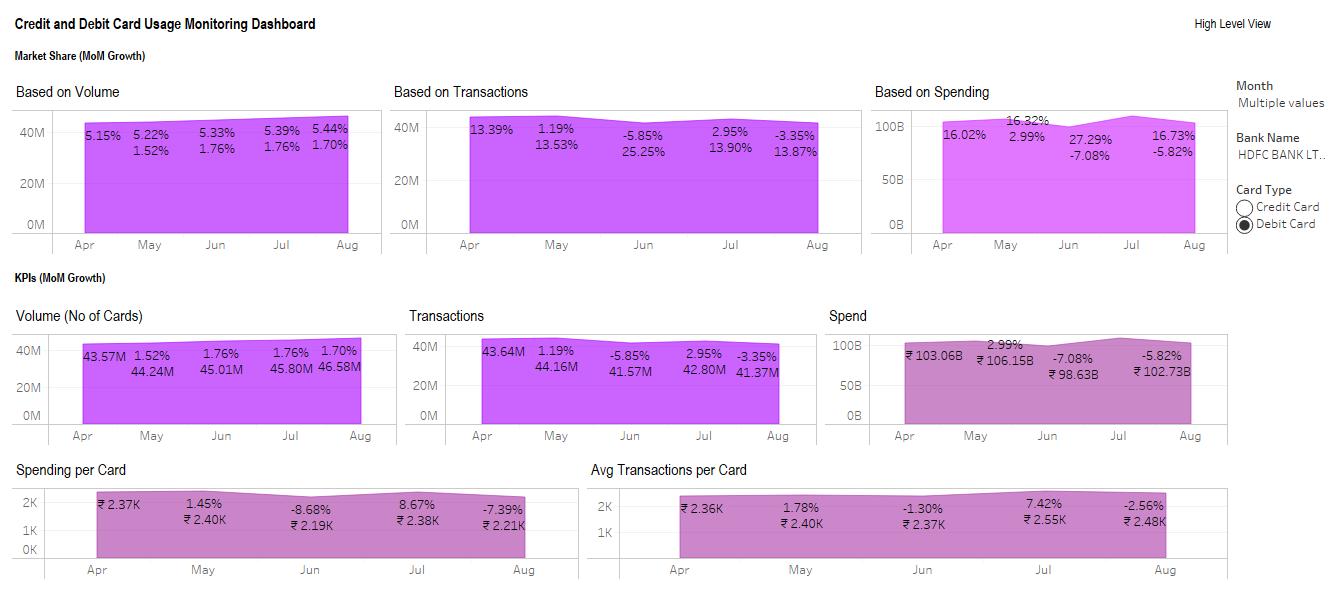 Credit and Debit Card Usage Monitoring Dashboard
High Level View
Market Share (MoM Growth)
Based on Volume
40M
20M
0M
5.15%
5.22%
1.52%
5.33%
1.76%
5.39%
1.76%
5.44%
1.70%
Apr May Jun Jul Aug
Based on Transactions
40M
20M
0M
13.39%
1.19%
13.53%
-5.85%
25.25%
2.95%
13.90%
-3.35%
13.87%
Apr May Jun Jul Aug
Based on Spending
100B
50B
0B
16.02%
16.32%
2.99%
27.29%
-7.08%
16.73%
-5.82%
Apr May Jun Jul Aug
Month
Multiple values
Bank Name
HDFC BANK LT..
Card Type
Credit Card
Debit Card
KPIs (MoM Growth)
Volume (No of Cards)
40M
20M
0M
43.57M
1.52%
44.24M
1.76%
45.01M
1.76%
45.80M
1.70%
46.58M
Apr May Jun Jul Aug
Transactions
40M
20M
0M
43.64M
1.19%
44.16M
-5.85%
41.57M
2.95%
42.80M
-3.35%
41.37M
Apr May Jun Jul Aug
Spend
100B
50B
0B
₹ 103.06B
2.99%
₹ 106.15B
-7.08%
₹ 98.63B
-5.82%
₹ 102.73B
Apr May Jun Jul Aug
Spending per Card
2K
1K
0K
₹ 2.37K
1.45%
₹ 2.40K
-8.68%
₹ 2.19K
8.67%
₹ 2.38K
-7.39%
₹ 2.21K
Apr May Jun Jul Aug
Avg Transactions per Card
2K
1K
₹ 2.36K
1.78%
₹ 2.40K
-1.30%
₹ 2.37K
7.42%
₹ 2.55K
-2.56%
₹ 2.48K
Apr May Jun Jul Aug